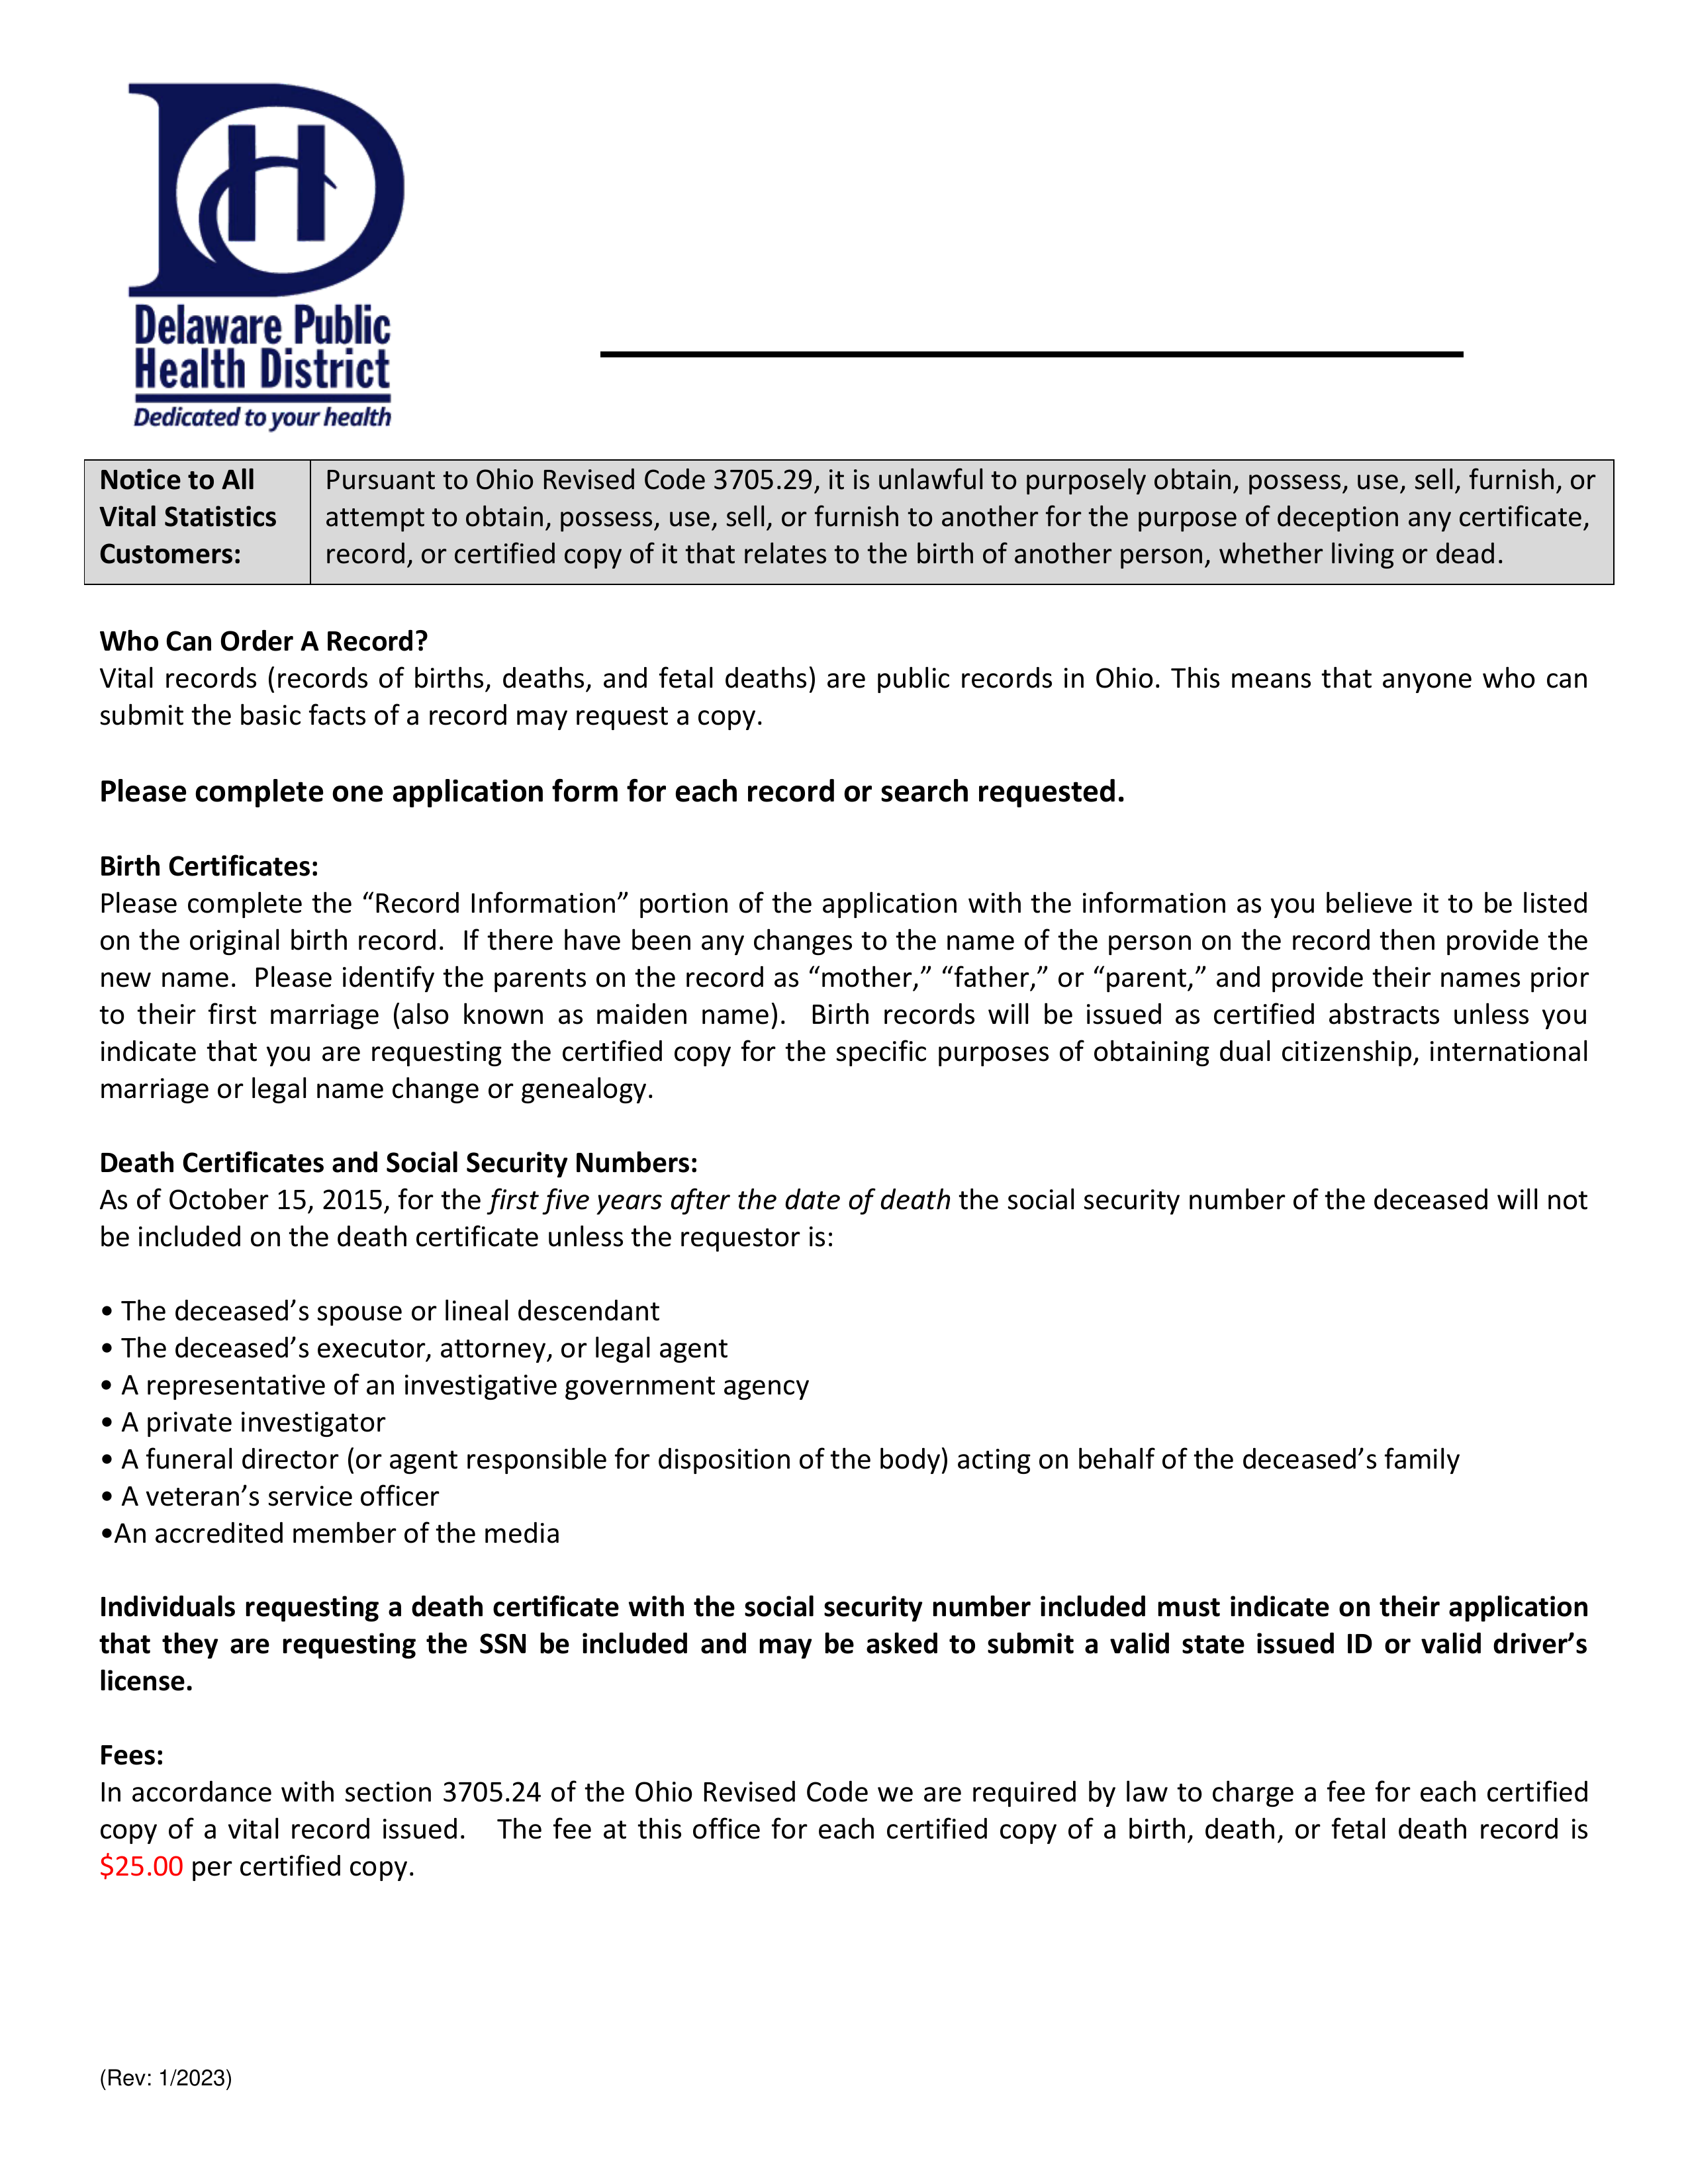 DH
Delaware Public
Health District
Dedicated to your health
Notice to All
Vital Statistics
Customers:
Pursuant to Ohio Revised Code 3705.29, it is unlawful to purposely obtain, possess, use, sell, furnish, or
attempt to obtain, possess, use, sell, or furnish to another for the purpose of deception any certificate,
record, or certified copy of it that relates to the birth of another person, whether living or dead.
Who Can Order A Record?
Vital records (records of births, deaths, and fetal deaths) are public records in Ohio. This means that anyone who can
submit the basic facts of a record may request a copy.
Please complete one application form for each record or search requested.
Birth Certificates:
Please complete the “Record Information” portion of the application with the information as you believe it to be listed
on the original birth record.  If there have been any changes to the name of the person on the record then provide the
new name.  Please identify the parents on the record as “mother,” “father,” or “parent,” and provide their names prior
to their first marriage (also known as maiden name).  Birth records will be issued as certified abstracts unless you
indicate that you are requesting the certified copy for the specific purposes of obtaining dual citizenship, international
marriage or legal name change or genealogy.
Death Certificates and Social Security Numbers:
As of October 15, 2015, for the first five years after the date of death the social security number of the deceased will not
be included on the death certificate unless the requestor is:
• The deceased’s spouse or lineal descendant
• The deceased’s executor, attorney, or legal agent
• A representative of an investigative government agency
• A private investigator
• A funeral director (or agent responsible for disposition of the body) acting on behalf of the deceased’s family
• A veteran’s service officer
•An accredited member of the media
Individuals requesting a death certificate with the social security number included must indicate on their application
that they are requesting the SSN be included and may be asked to submit a valid state issued ID or valid driver’s
license.
Fees:
In accordance with section 3705.24 of the Ohio Revised Code we are required by law to charge a fee for each certified
copy of a vital record issued.   The fee at this office for each certified copy of a birth, death, or fetal death record is
$25.00 per certified copy.
(Rev: 1/2023)